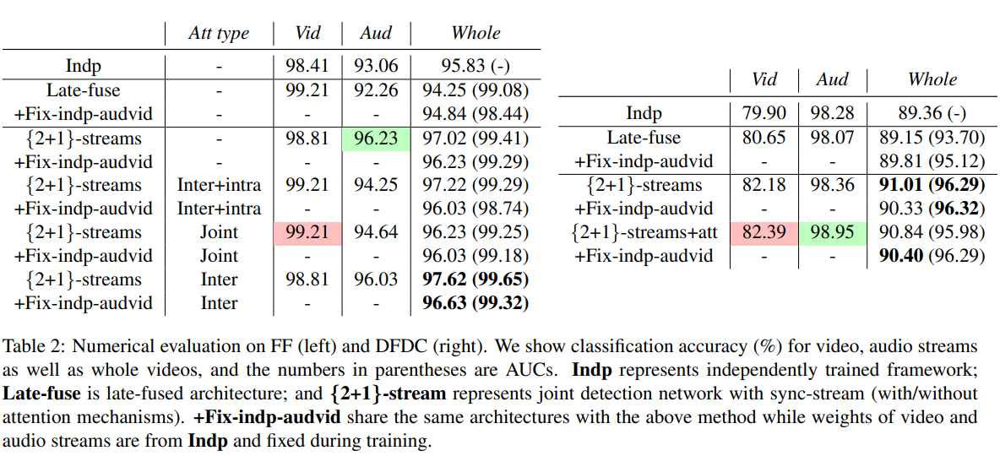 Att type Vid Aud Whole
Indp - 98.41 93.06 95.83 (-)
Late-fuse - 99.21 92.26 94.25 (99.08)
+Fix-indp-audvid - - - 94.84 (98.44)
{2+1}-streams - 98.81 96.23 97.02 (99.41)
+Fix-indp-audvid - - - 96.23 (99.29)
{2+1}-streams Inter+intra 99.21 94.25 97.22 (99.29)
+Fix-indp-audvid Inter+intra - - 96.03 (98.74)
{2+1}-streams Joint 99.21 94.64 96.23 (99.25)
+Fix-indp-audvid Joint - - 96.03 (99.18)
{2+1}-streams Inter 98.81 96.03 97.62 (99.65)
+Fix-indp-audvid Inter - - 96.63 (99.32)
Vid Aud Whole
Indp 79.90 98.28 89.36 (-)
Late-fuse 80.65 98.07 89.15 (93.70)
+Fix-indp-audvid - - 89.81 (95.12)
{2+1}-streams 82.18 98.36 91.01 (96.29)
+Fix-indp-audvid - - 90.33 (96.32)
{2+1}-streams+att 82.39 98.95 90.84 (95.98)
+Fix-indp-audvid - - 90.40 (96.29)
Table 2: Numerical evaluation on FF (left) and DFDC (right). We show classification accuracy (%) for video, audio streams
as well as whole videos, and the numbers in parentheses are AUCs. Indp represents independently trained framework;
Late-fuse is late-fused architecture; and {2+1}-stream represents joint detection network with sync-stream (with/without
attention mechanisms). +Fix-indp-audvid share the same architectures with the above method while weights of video and
audio streams are from Indp and fixed during training.